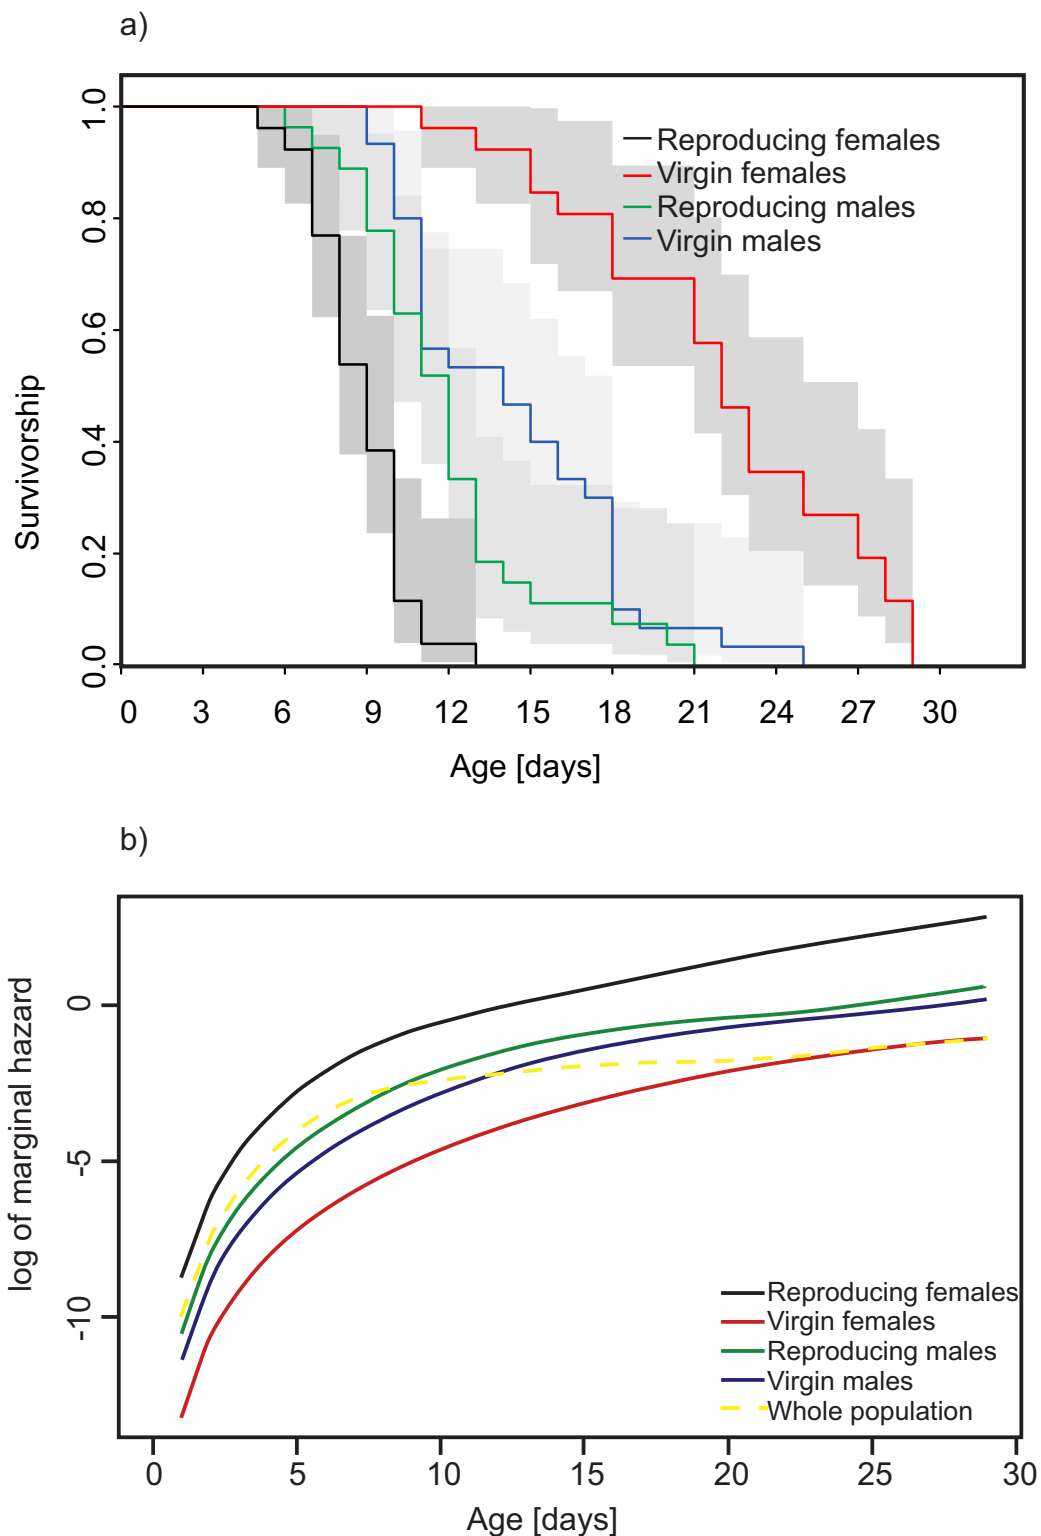 a)
1.0
0.8
0.6
0.4
0.2
0.0
Survivorship
Reproducing females
Virgin females
Reproducing males
Virgin males
0 3 6 9 12 15 18 21 24 27 30
Age [days]
b)
0
-5
-10
log of marginal hazard
Reproducing females
Virgin females
Reproducing males
Virgin males
Whole population
0 5 10 15 20 25 30
Age [days]